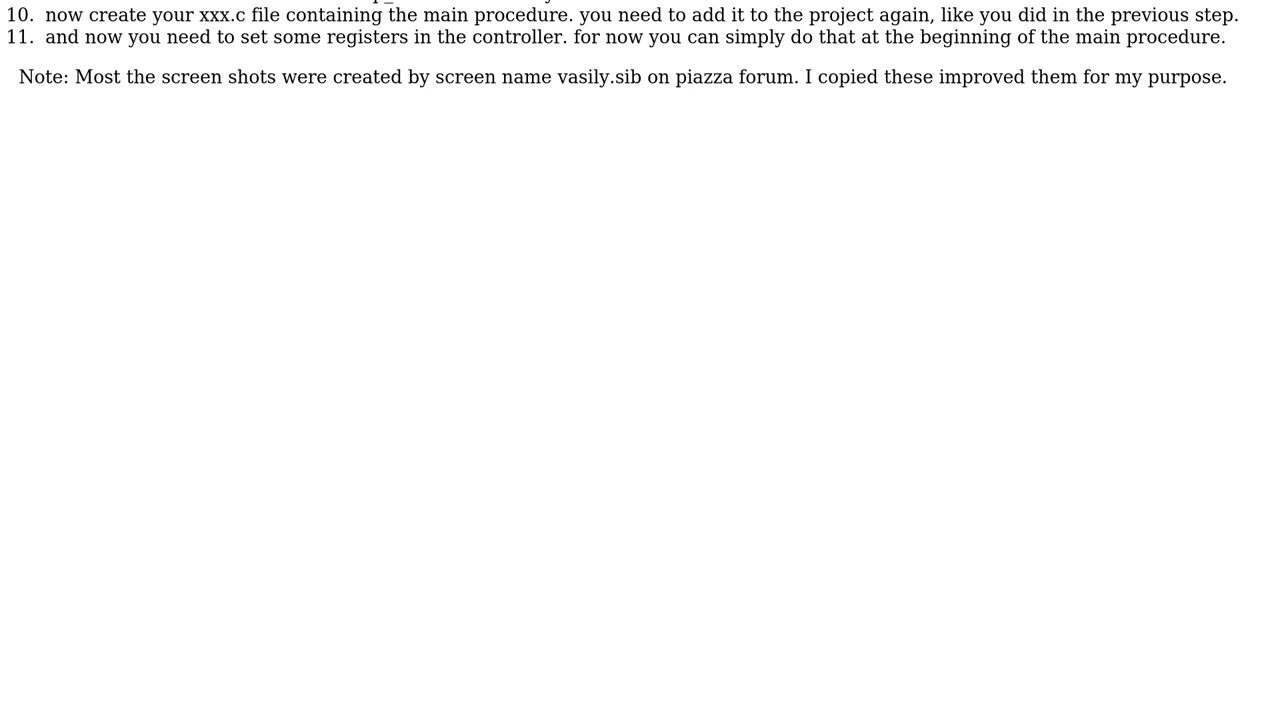 10. now create your xxx.c file containing the main procedure. you need to add it to the project again, like you did in the previous step.
11. and now you need to set some registers in the controller. for now you can simply do that at the beginning of the main procedure.
Note: Most the screen shots were created by screen name vasily.sib on piazza forum. I copied these improved them for my purpose.